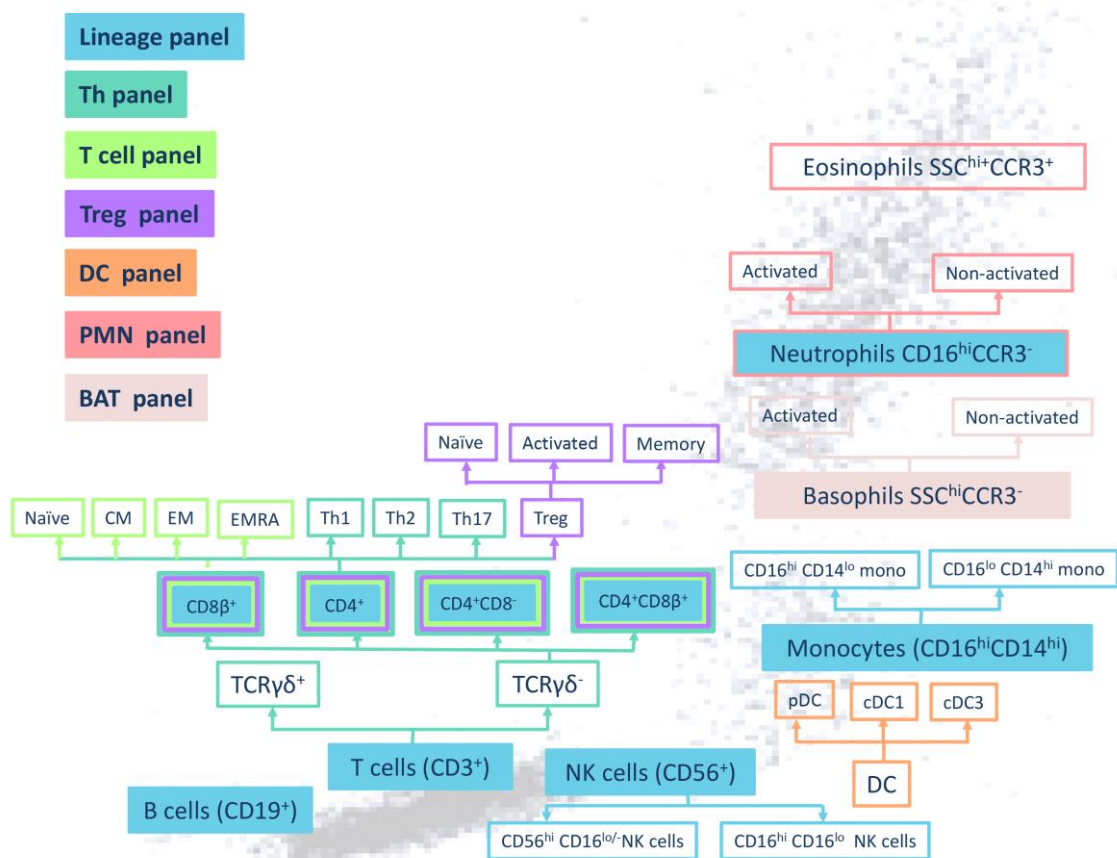 Lineage panel
Th panel
T cell panel
Treg panel
DC panel
PMN panel
BAT panel
Eosinophils SSC^hi+CCR3^+
Activated
Non-activated
Neutrophils CD16^hiCCR3^-
Activated
Non-activated
Basophils SSC^hiCCR3^-
Naïve
Activated
Memory
Naïve
CM
EM
EMRA
Th1
Th2
Th17
Treg
CD8β^+
CD4^+
CD4^+CD8^-
CD4^+CD8β^+
TCRγδ^+
TCRγδ^-
T cells (CD3^+)
B cells (CD19^+)
NK cells (CD56^+)
CD56^hi CD16^lo/-NK cells
CD16^hi CD16^lo NK cells
CD16^hi CD14^lo mono
CD16^lo CD14^hi mono
Monocytes (CD16^hiCD14^hi)
pDC
cDC1
cDC3
DC